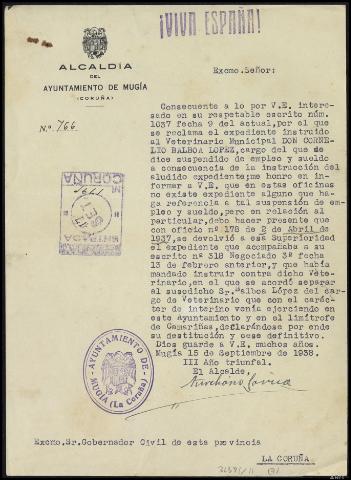 ¡VIVA ESPAÑA!
ALCALDÍA
DEL
AYUNTAMIENTO DE MUGÍA
(CORUÑA)
N.º 766
Excmo. Señor:
Consecuente a lo por V.E. intere-
sado en su respetable escrito núm.
1037 fecha 9 del actual, por el que
se reclama el expediente instruído
al Veterinario Municipal DON CORNE-
LIO BALBOA LOPEZ, cargo del que se
dice suspendido de empleo y sueldo
a consecuencia de la instrucción del
aludido expediente; me honro en in-
formar a V.E. que en estas oficinas
no existe expediente alguno que ha-
ga referencia a tal suspensión de em-
pleo y sueldo, pero en relación al
particular, debo hacer presente que
con oficio nº 178 de 2 de Abril de
1937, se devolvió a esa Superioridad
el expediente que acompañaba a su
escrito nº 318 Negociado 3º fecha
13 de febrero anterior, y que había
mandado instruir contra dicho Vete-
rinario, en el que se acordó separar
al susodicho Sr. Balboa López del car-
go de Veterinario que con el carác-
ter de interino venía ejerciendo en
este Ayuntamiento y en el limítrofe
de Camariñas, declarándose por ende
su destitución y cese definitivo.
Dios guarde a V.E. muchos años.
Mugía 15 de Septiembre de 1938.
III Año triunfal.
El Alcalde,
ENTRADA
CORUÑA
AYUNTAMIENTO DE
MUGÍA
(La Coruña)
Excmo. Sr. Gobernador Civil de esta provincia
LA CORUÑA